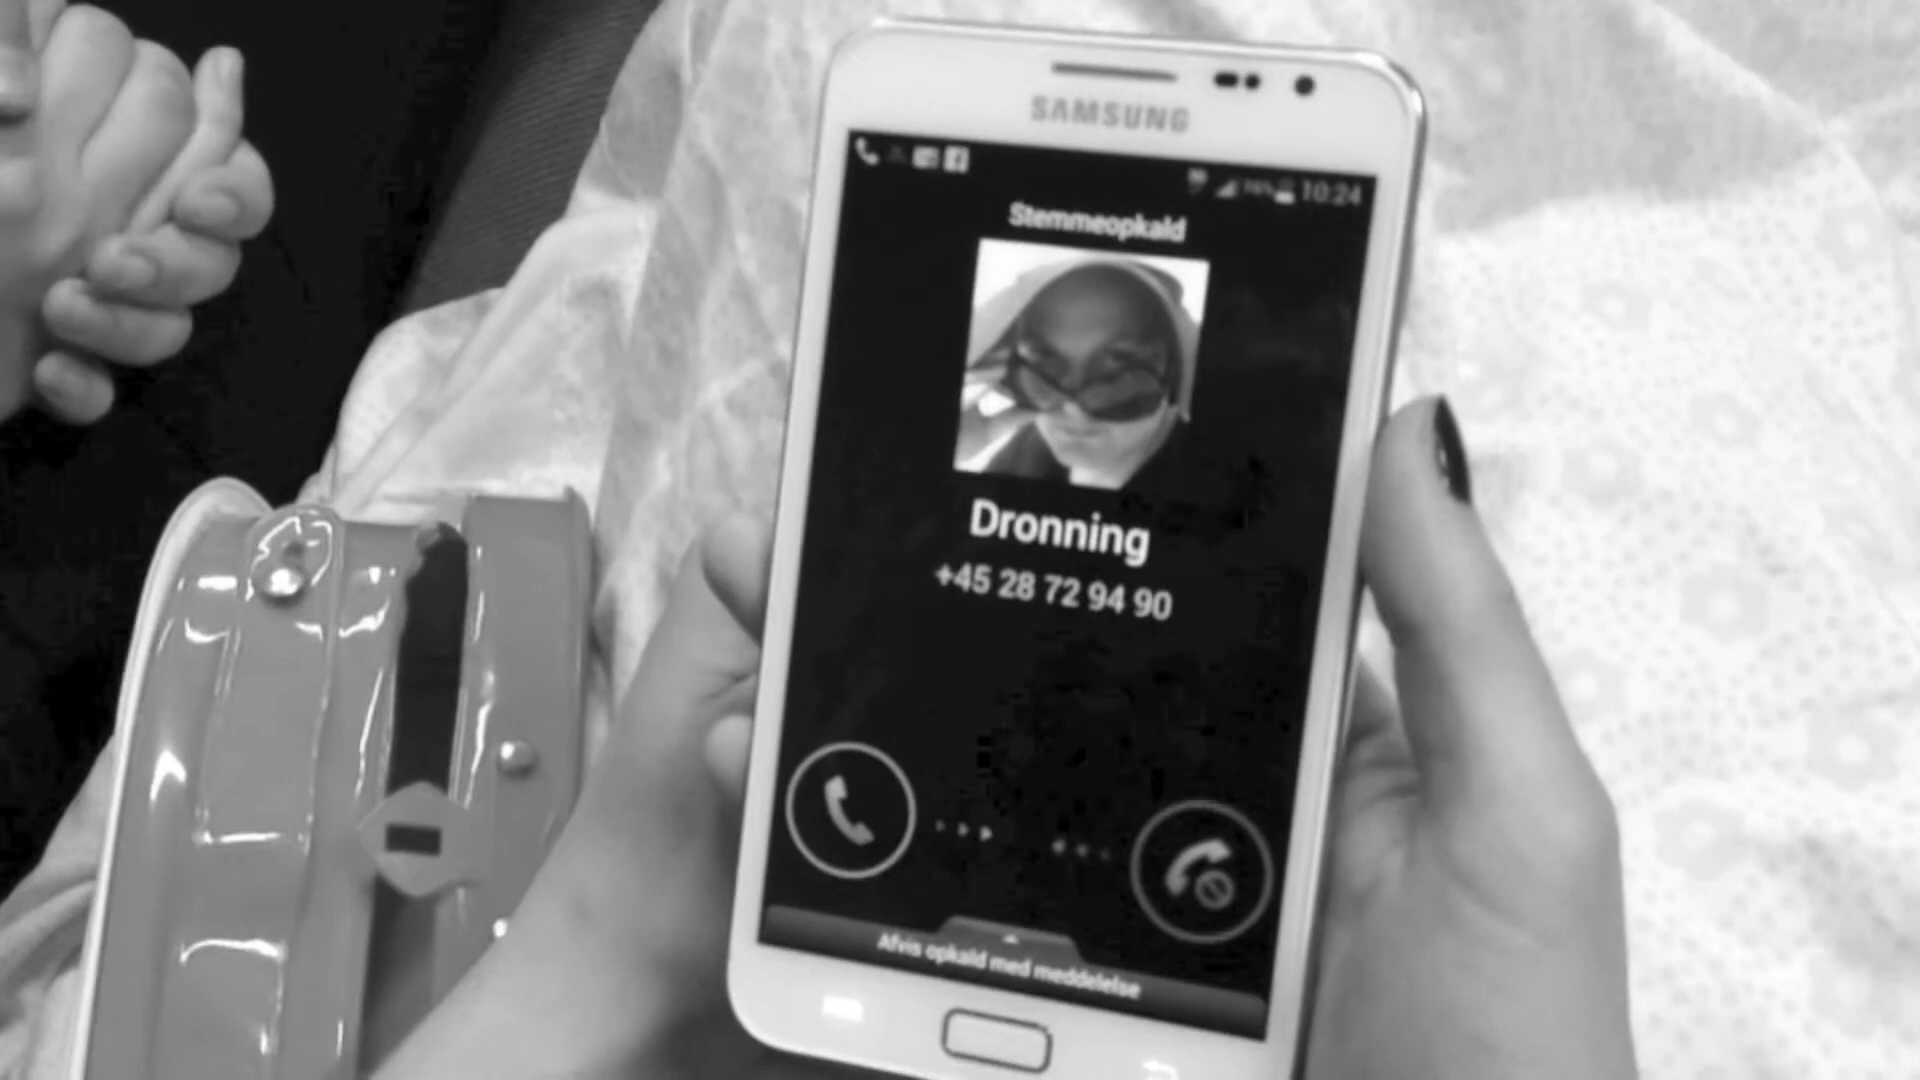 SAMSUNG
10:24
Stemmeopkald
Dronning
+45 28 72 94 90
Afvis opkald med meddelelse